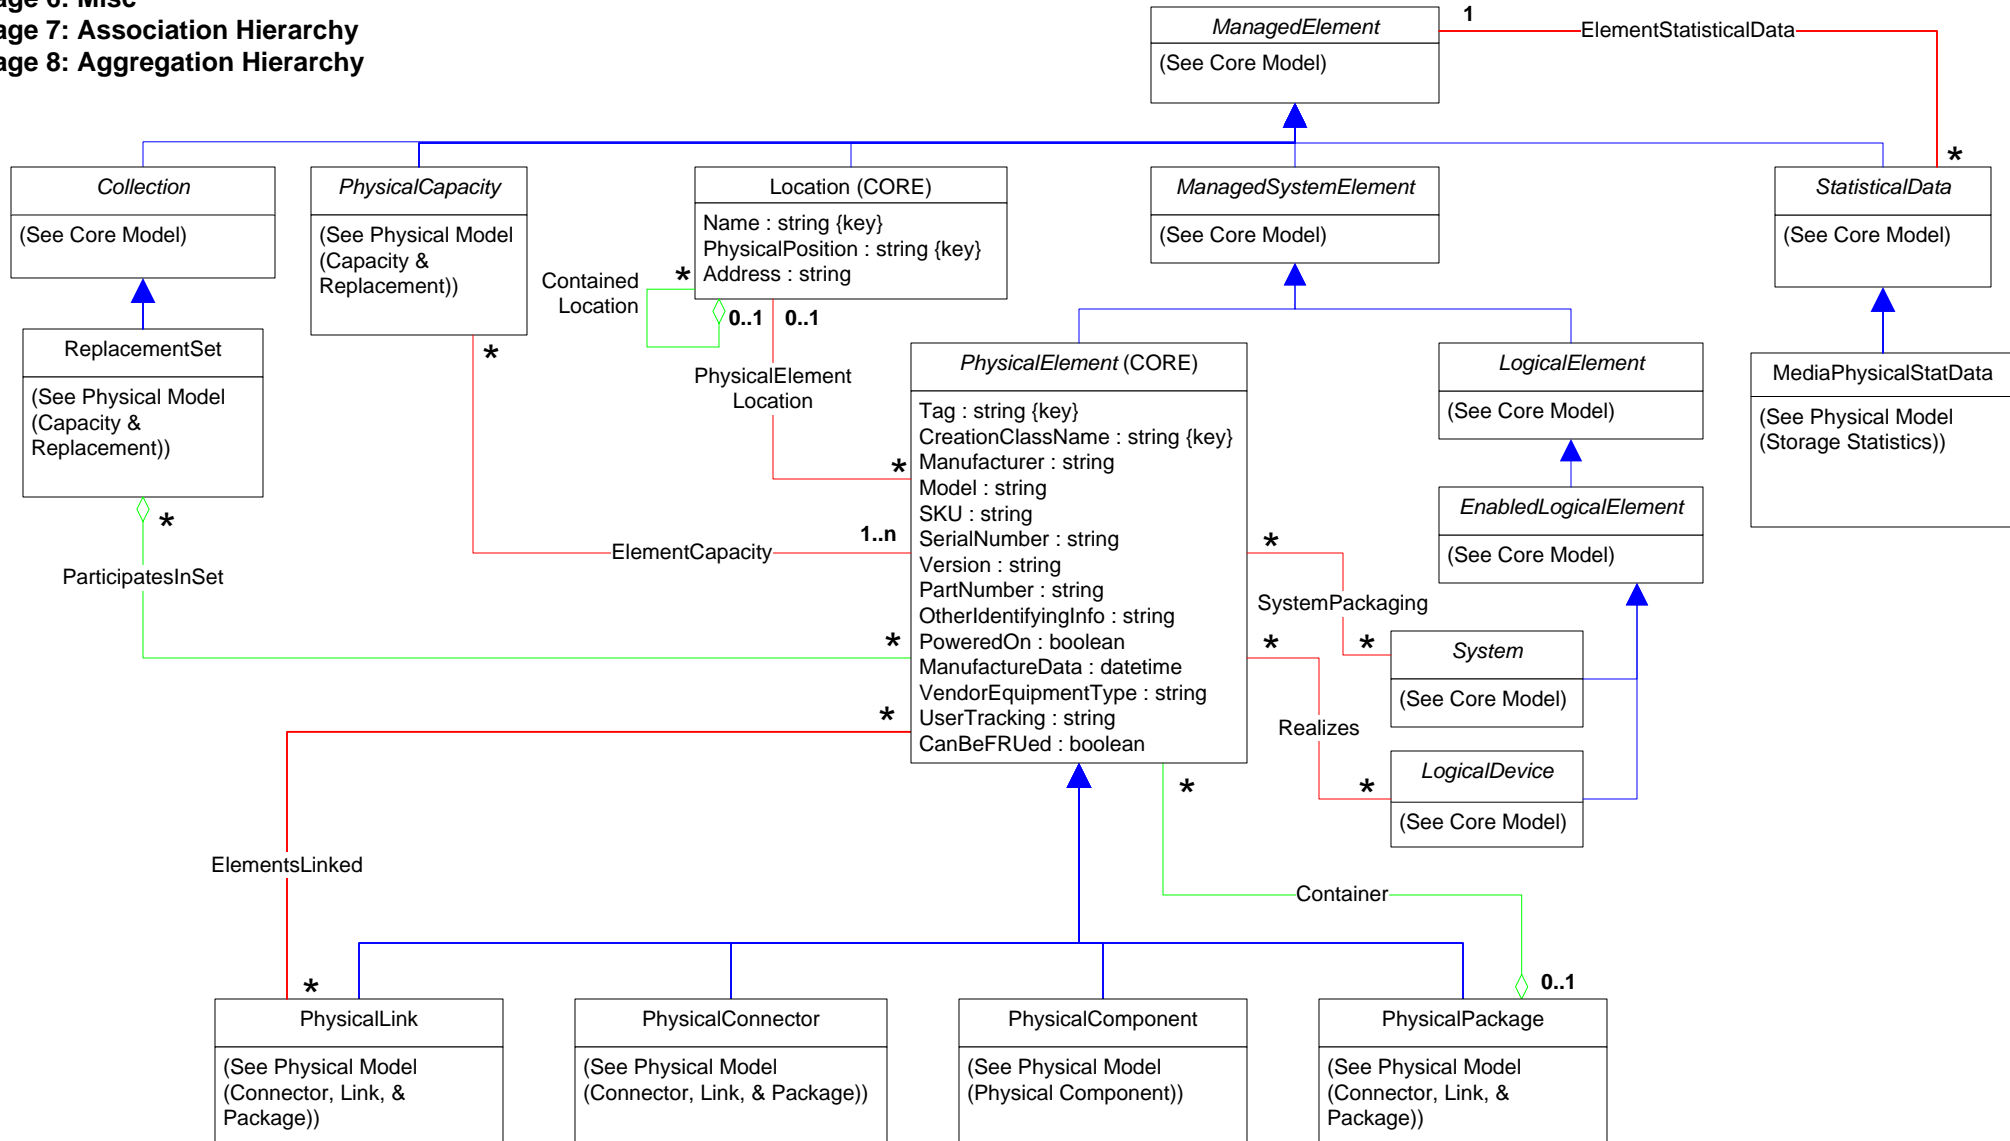 age 6: Misc
age 7: Association Hierarchy
age 8: Aggregation Hierarchy
ManagedElement
(See Core Model)
1
ElementStatisticalData
*
Collection
(See Core Model)
PhysicalCapacity
(See Physical Model
(Capacity &
Replacement))
*
Location (CORE)
Name : string {key}
PhysicalPosition : string {key}
Address : string
Contained
Location
*
0..1
0..1
ManagedSystemElement
(See Core Model)
StatisticalData
(See Core Model)
ReplacementSet
(See Physical Model
(Capacity &
Replacement))
*
PhysicalElement
Location
*
PhysicalElement (CORE)
Tag : string {key}
CreationClassName : string {key}
Manufacturer : string
Model : string
SKU : string
SerialNumber : string
Version : string
PartNumber : string
OtherIdentifyingInfo : string
PoweredOn : boolean
ManufactureData : datetime
VendorEquipmentType : string
UserTracking : string
CanBeFRUed : boolean
LogicalElement
(See Core Model)
MediaPhysicalStatData
(See Physical Model
(Storage Statistics))
EnabledLogicalElement
(See Core Model)
ElementCapacity
1..n
ParticipatesInSet
*
*
SystemPackaging
*
System
(See Core Model)
*
Realizes
*
LogicalDevice
(See Core Model)
*
ElementsLinked
*
*
Container
0..1
PhysicalLink
(See Physical Model
(Connector, Link, &
Package))
PhysicalConnector
(See Physical Model
(Connector, Link, & Package))
PhysicalComponent
(See Physical Model
(Physical Component))
PhysicalPackage
(See Physical Model
(Connector, Link, &
Package))